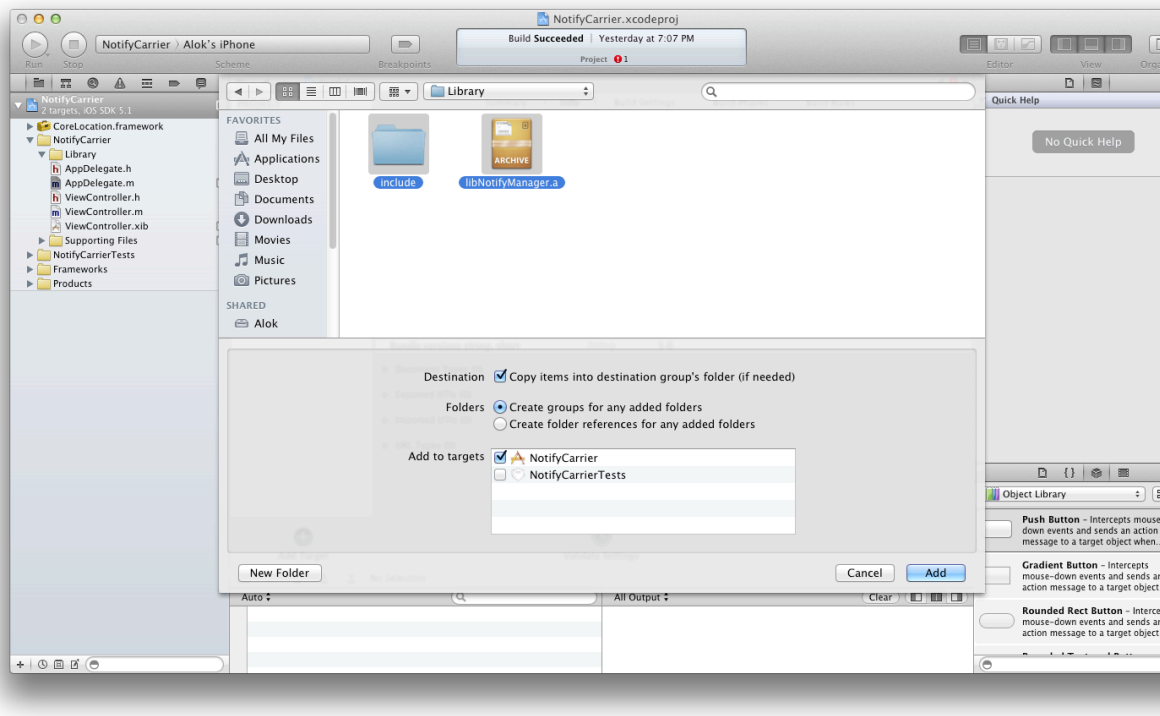 NotifyCarrier.xcodeproj
NotifyCarrier 〉 Alok's iPhone
Build Succeeded | Yesterday at 7:07 PM
Project 1
Run Stop Scheme Breakpoints Editor View
Library
Quick Help
No Quick Help
NotifyCarrier
2 targets, iOS SDK 5.1
CoreLocation.framework
NotifyCarrier
Library
AppDelegate.h
AppDelegate.m
ViewController.h
ViewController.m
ViewController.xib
Supporting Files
NotifyCarrierTests
Frameworks
Products
FAVORITES
All My Files
Applications
Desktop
Documents
Downloads
Movies
Music
Pictures
SHARED
Alok
include
ARCHIVE
libNotifyManager.a
Destination Copy items into destination group's folder (if needed)
Folders Create groups for any added folders
Create folder references for any added folders
Add to targets NotifyCarrier
NotifyCarrierTests
Add Target
Validate Settings
New Folder Cancel Add
Auto All Output Clear
Object Library
Push Button – Intercepts mouse
down events and sends an action
message to a target object when..
Gradient Button – Intercepts
mouse-down events and sends a
action message to a target object
Rounded Rect Button – Interce
mouse-down events and sends a
action message to a target object